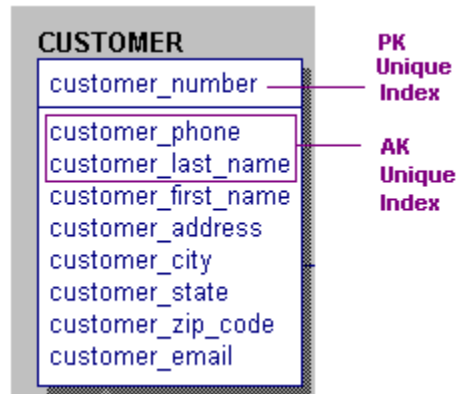 CUSTOMER
customer_number
customer_phone
customer_last_name
customer_first_name
customer_address
customer_city
customer_state
customer_zip_code
customer_email
PK
Unique
Index
AK
Unique
Index